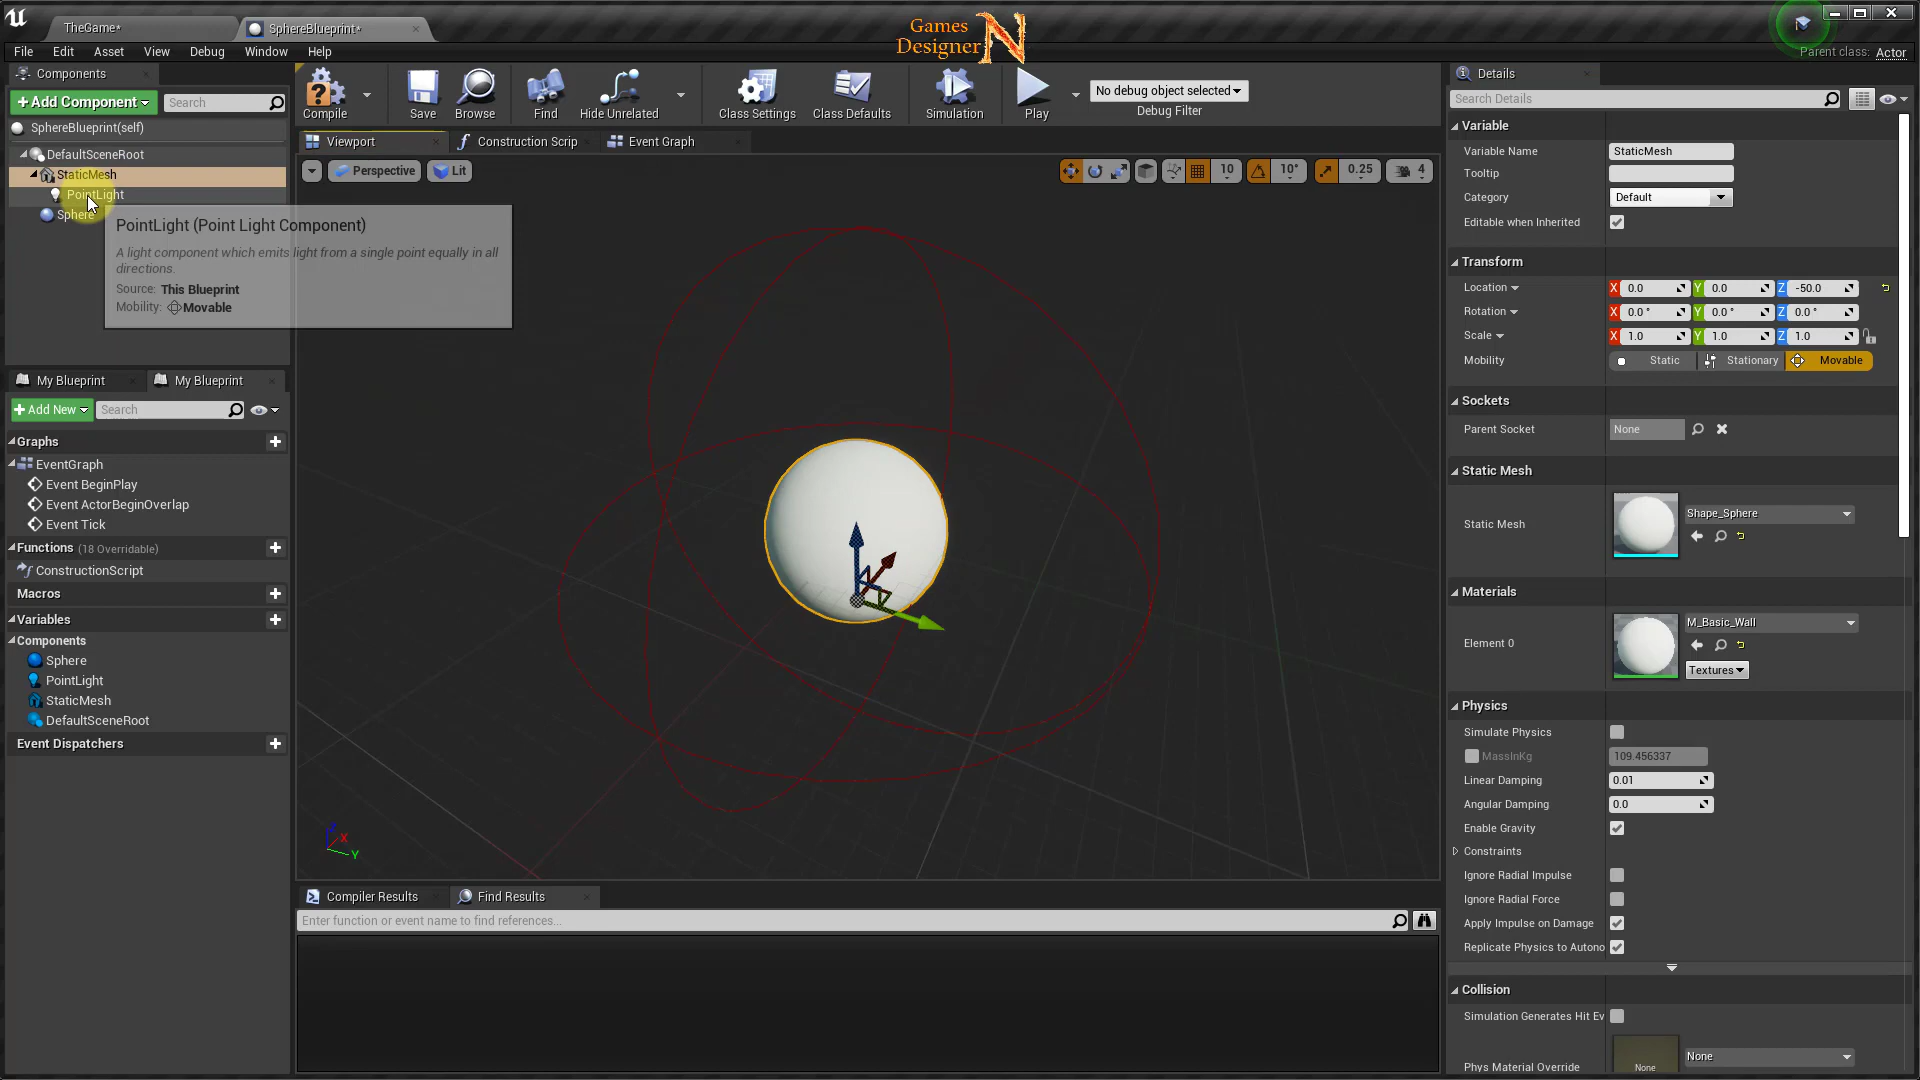 TheGame*
SphereBlueprint*
Games
Designer
N
File Edit Asset View Debug Window Help
Parent class: Actor
Components
+Add Component
Search
SphereBlueprint(self)
DefaultSceneRoot
StaticMesh
PointLight
Sphere
PointLight (Point Light Component)
A light component which emits light from a single point equally in all
directions.
Source: This Blueprint
Mobility: Movable
Compile
Save
Browse
Find
Hide Unrelated
Class Settings
Class Defaults
Simulation
Play
No debug object selected
Debug Filter
Viewport
Construction Scrip
Event Graph
Perspective
Lit
10
10°
0.25
4
X
Y
My Blueprint
My Blueprint
+Add New
Search
Graphs
EventGraph
Event BeginPlay
Event ActorBeginOverlap
Event Tick
Functions (18 Overridable)
ConstructionScript
Macros
Variables
Components
Sphere
PointLight
StaticMesh
DefaultSceneRoot
Event Dispatchers
Compiler Results
Find Results
Enter function or event name to find references...
Details
Search Details
Variable
Variable Name StaticMesh
Tooltip
Category Default
Editable when Inherited
Transform
Location X 0.0 Y 0.0 Z -50.0
Rotation X 0.0 ° Y 0.0 ° Z 0.0 °
Scale X 1.0 Y 1.0 Z 1.0
Mobility Static Stationary Movable
Sockets
Parent Socket None
Static Mesh
Static Mesh Shape_Sphere
Materials
Element 0 M_Basic_Wall
Textures
Physics
Simulate Physics
MassInKg 109.456337
Linear Damping 0.01
Angular Damping 0.0
Enable Gravity
Constraints
Ignore Radial Impulse
Ignore Radial Force
Apply Impulse on Damage
Replicate Physics to Autono
Collision
Simulation Generates Hit Ev
Phys Material Override None None